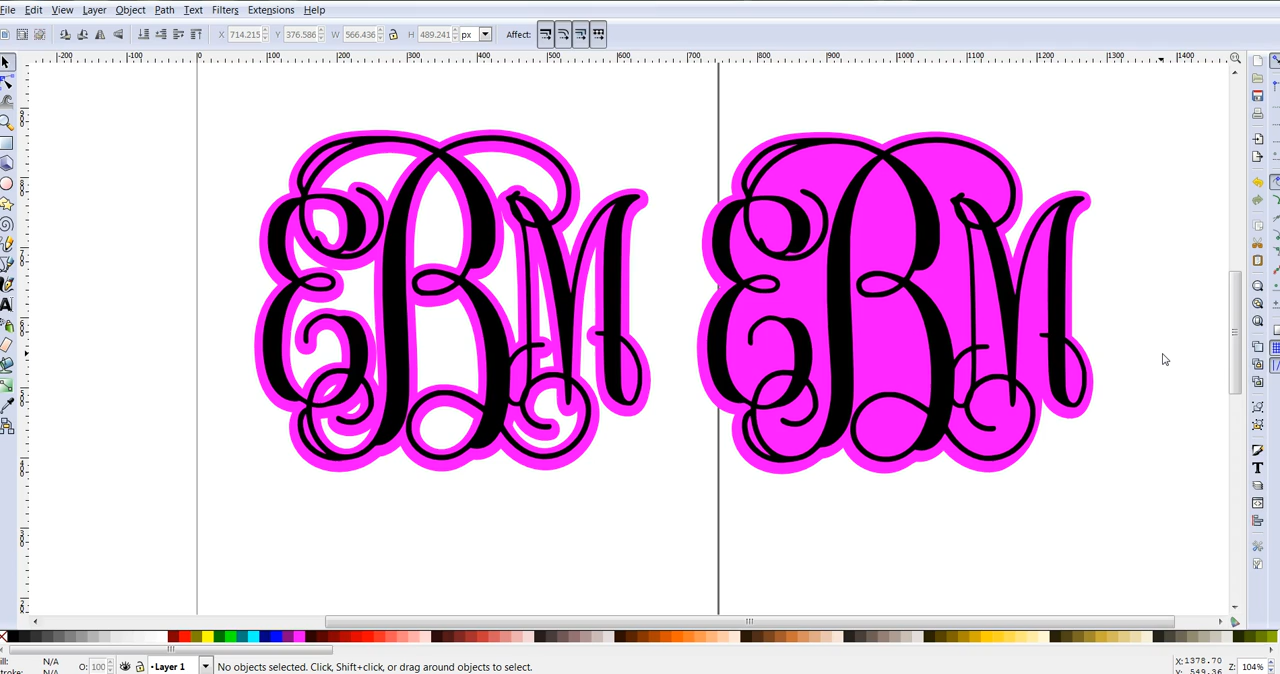 File Edit View Layer Object Path Text Filters Extensions Help
X 714.215 Y 376.586 W 566.436 H 489.241 px Affect:
-200 -100 0 100 200 300 400 500 600 700 800 900 1000 1100 1200 1300 1400
EBM EBM
Fill: N/A O: 100 Layer 1 No objects selected. Click, Shift+click, or drag around objects to select. X:1378.70 Z: 104%
Stroke: N/A Y: 549.36